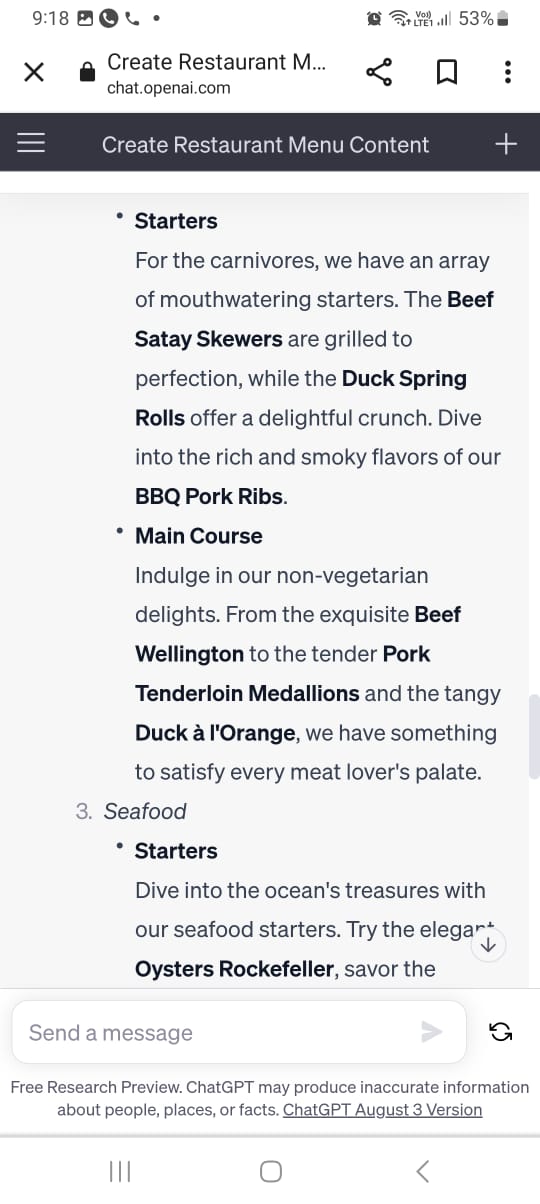 9:18
Vo)) LTE1 53%
Create Restaurant M...
chat.openai.com
Create Restaurant Menu Content
• Starters
For the carnivores, we have an array
of mouthwatering starters. The Beef
Satay Skewers are grilled to
perfection, while the Duck Spring
Rolls offer a delightful crunch. Dive
into the rich and smoky flavors of our
BBQ Pork Ribs.
• Main Course
Indulge in our non-vegetarian
delights. From the exquisite Beef
Wellington to the tender Pork
Tenderloin Medallions and the tangy
Duck à l'Orange, we have something
to satisfy every meat lover's palate.
3. Seafood
• Starters
Dive into the ocean's treasures with
our seafood starters. Try the elegant
Oysters Rockefeller, savor the
Send a message
Free Research Preview. ChatGPT may produce inaccurate information
about people, places, or facts. ChatGPT August 3 Version